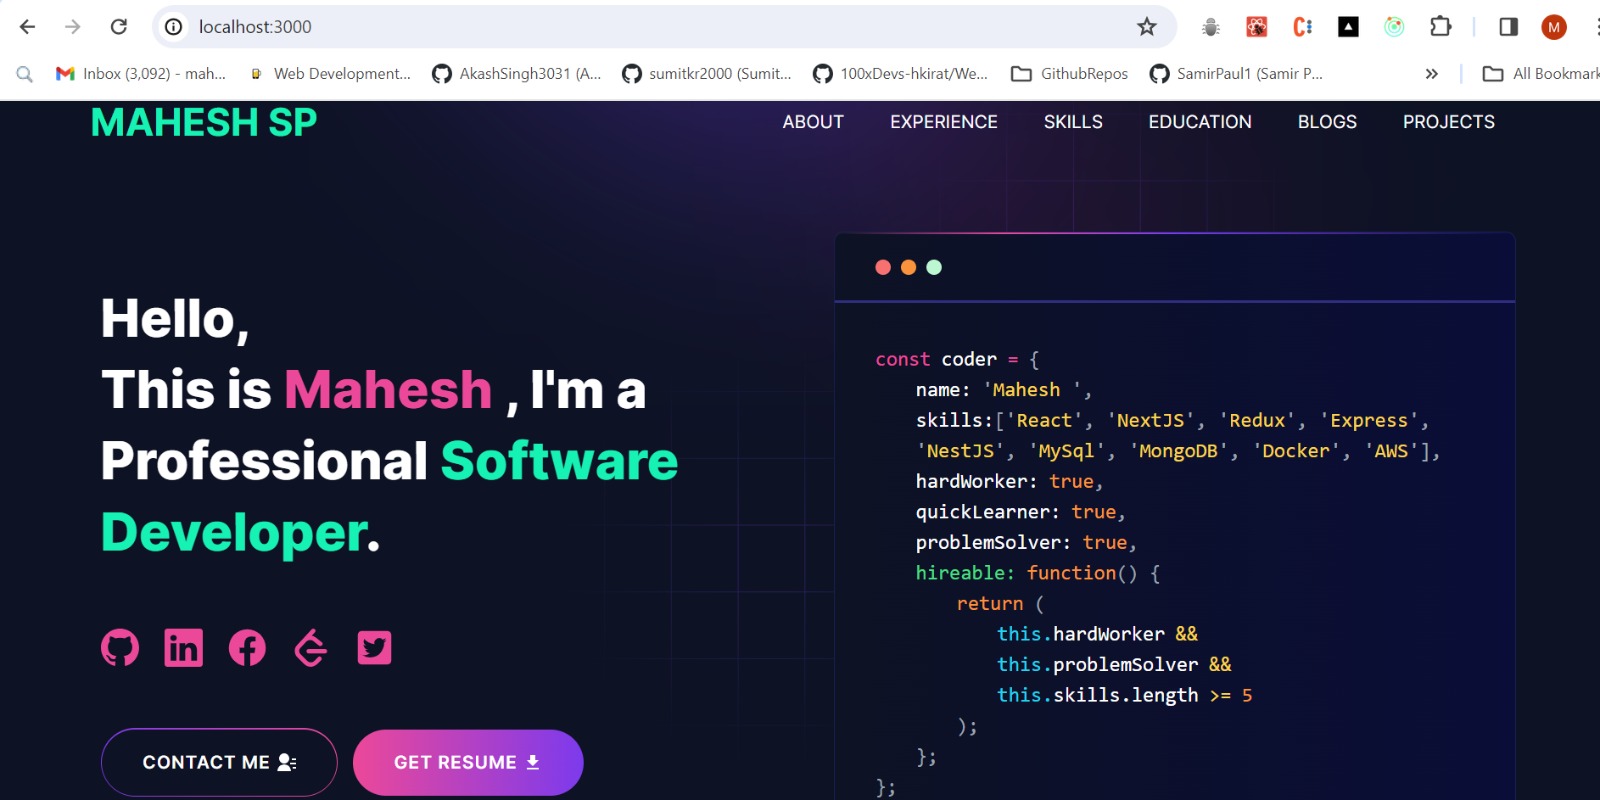 localhost:3000
M
Inbox (3,092) - mah...
Web Development...
AkashSingh3031 (A...
sumitkr2000 (Sumit...
100xDevs-hkirat/We...
GithubRepos
SamirPaul1 (Samir P...
»
All Bookmark
MAHESH SP
ABOUT
EXPERIENCE
SKILLS
EDUCATION
BLOGS
PROJECTS
Hello,
This is Mahesh , I'm a
Professional Software
Developer.
CONTACT ME
GET RESUME
const coder = {
name: 'Mahesh ',
skills:['React', 'NextJS', 'Redux', 'Express',
'NestJS', 'MySql', 'MongoDB', 'Docker', 'AWS'],
hardWorker: true,
quickLearner: true,
problemSolver: true,
hireable: function() {
return (
this.hardWorker &&
this.problemSolver &&
this.skills.length >= 5
);
};
};